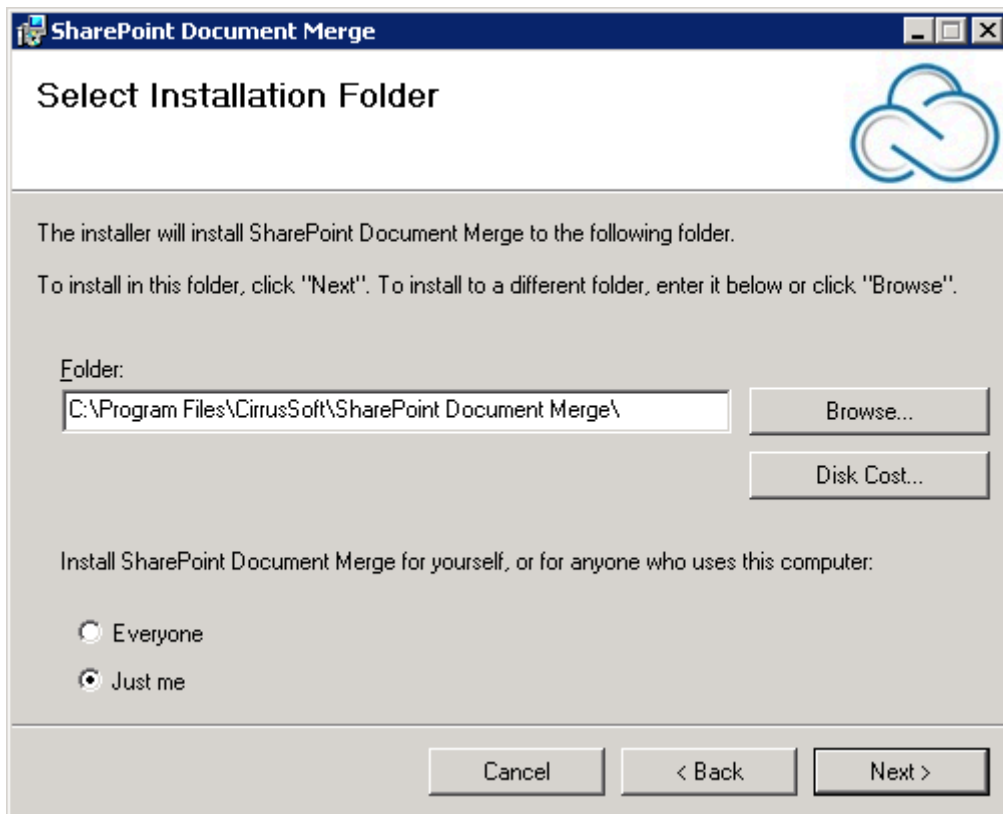 SharePoint Document Merge
Select Installation Folder
The installer will install SharePoint Document Merge to the following folder.
To install in this folder, click "Next". To install to a different folder, enter it below or click "Browse".
Folder:
C:\Program Files\CirrusSoft\SharePoint Document Merge\
Browse...
Disk Cost...
Install SharePoint Document Merge for yourself, or for anyone who uses this computer:
Everyone
Just me
Cancel
< Back
Next >